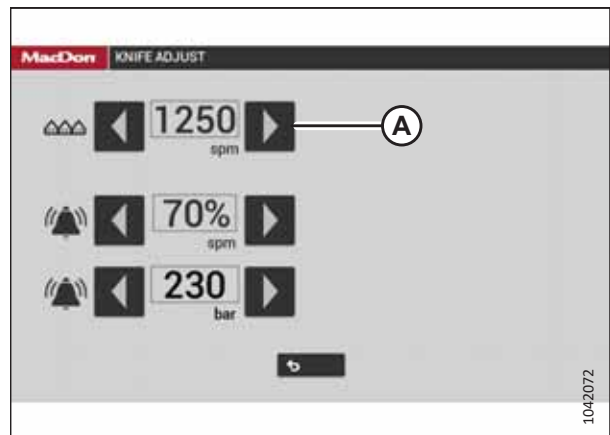 MacDon KNIFE ADJUST
1250
spm
A
70%
spm
230
bar
1042072